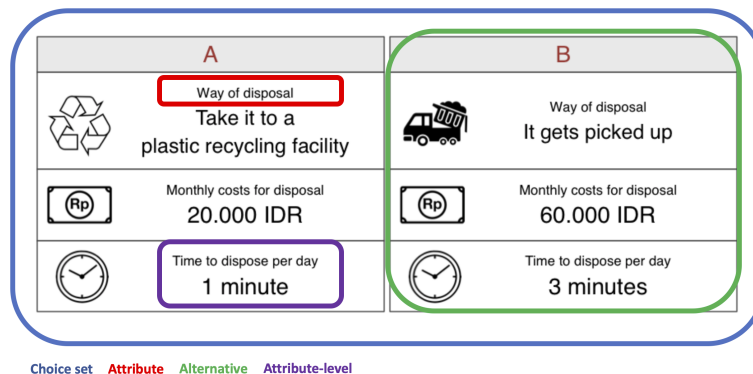 A
Way of disposal
Take it to a
plastic recycling facility
Rp
Monthly costs for disposal
20.000 IDR
Time to dispose per day
1 minute
B
Way of disposal
It gets picked up
Rp
Monthly costs for disposal
60.000 IDR
Time to dispose per day
3 minutes
Choice set Attribute Alternative Attribute-level